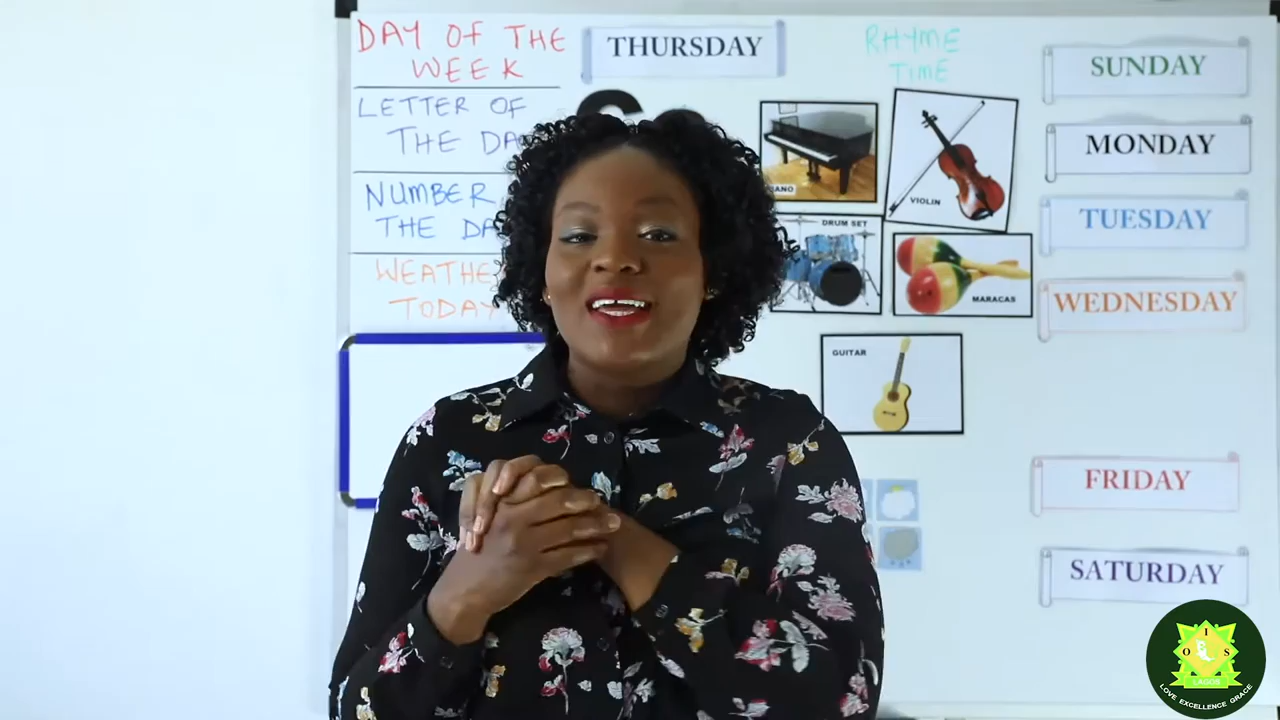 DAY OF THE
WEEK
THURSDAY
LETTER OF
THE DA
NUMBER
THE DA
WEATHE
TODAY
RHYME
TIME
IANO
VIOLIN
DRUM SET
MARACAS
GUITAR
SUNDAY
MONDAY
TUESDAY
WEDNESDAY
FRIDAY
SATURDAY
I
O S
LAGOS
LOVE EXCELLENCE GRACE